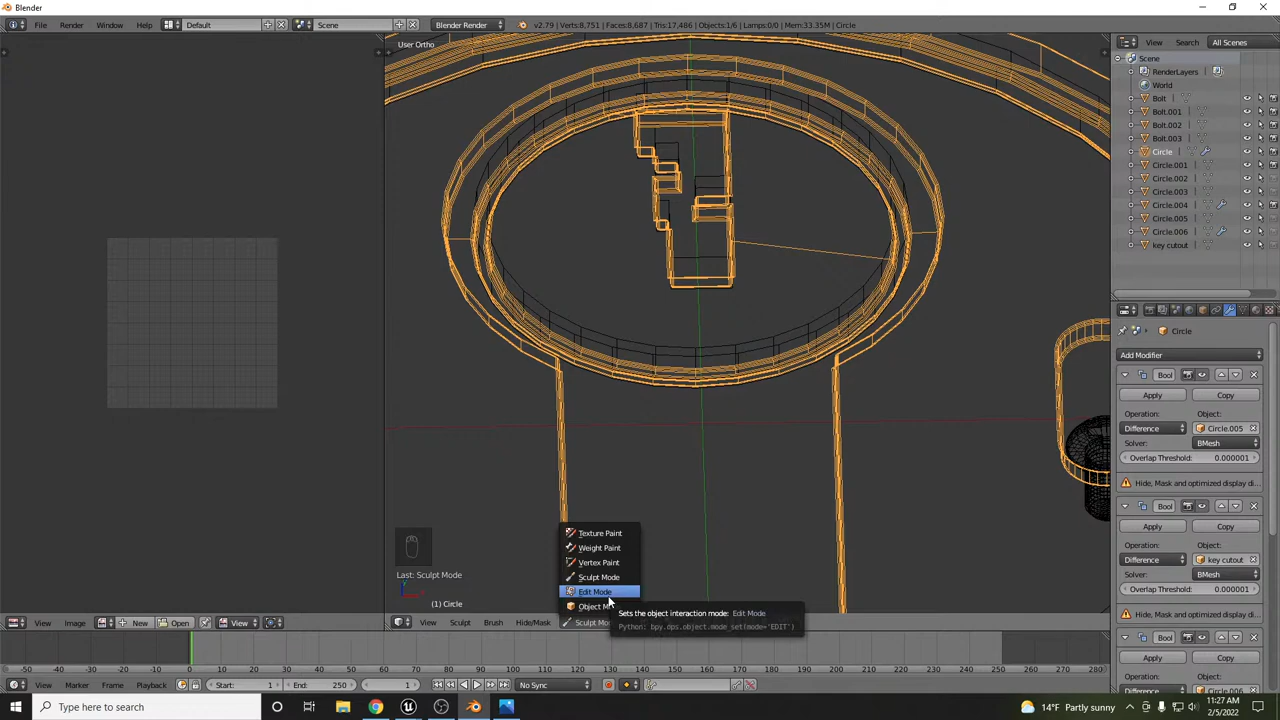 Blender
File Render Window Help Default Scene Blender Render v2.79 | Verts:8,751 | Faces:8,687 | Tris:17,486 | Objects:1/6 | Lamps:0/0 | Mem:33.35M | Circle
View Search All Scenes
User Ortho
Scene
RenderLayers
World
Bolt
Bolt.001
Bolt.002
Bolt.003
Circle
Circle.001
Circle.002
Circle.003
Circle.004
Circle.005
Circle.006
key cutout
Circle
Add Modifier
Bool
Apply Copy
Operation: Object:
Difference Circle.005
Solver: BMesh
Overlap Threshold: 0.000001
Hide, Mask and optimized display di
Bool
Apply Copy
Operation: Object:
Difference key cutout
Solver: BMesh
Overlap Threshold: 0.000001
Hide, Mask and optimized display di
Bool
Apply Copy
Operation: Object:
Difference Circle.006
Texture Paint
Weight Paint
Vertex Paint
Sculpt Mode
Edit Mode
Object M
Sets the object interaction mode: Edit Mode
Python: bpy.ops.object.mode_set(mode='EDIT')
Last: Sculpt Mode
(1) Circle
View Image New Open View
View Sculpt Brush Hide/Mask Sculpt Mo
-50 -40 -30 -20 -10 0 10 20 30 40 50 60 70 80 90 100 110 120 130 140 150 160 170 180 190 200 210 220 230 240 250 260 270 280
View Marker Frame Playback Start: 1 End: 250 1 No Sync
Type here to search
14°F Partly sunny
11:27 AM
2/5/2022